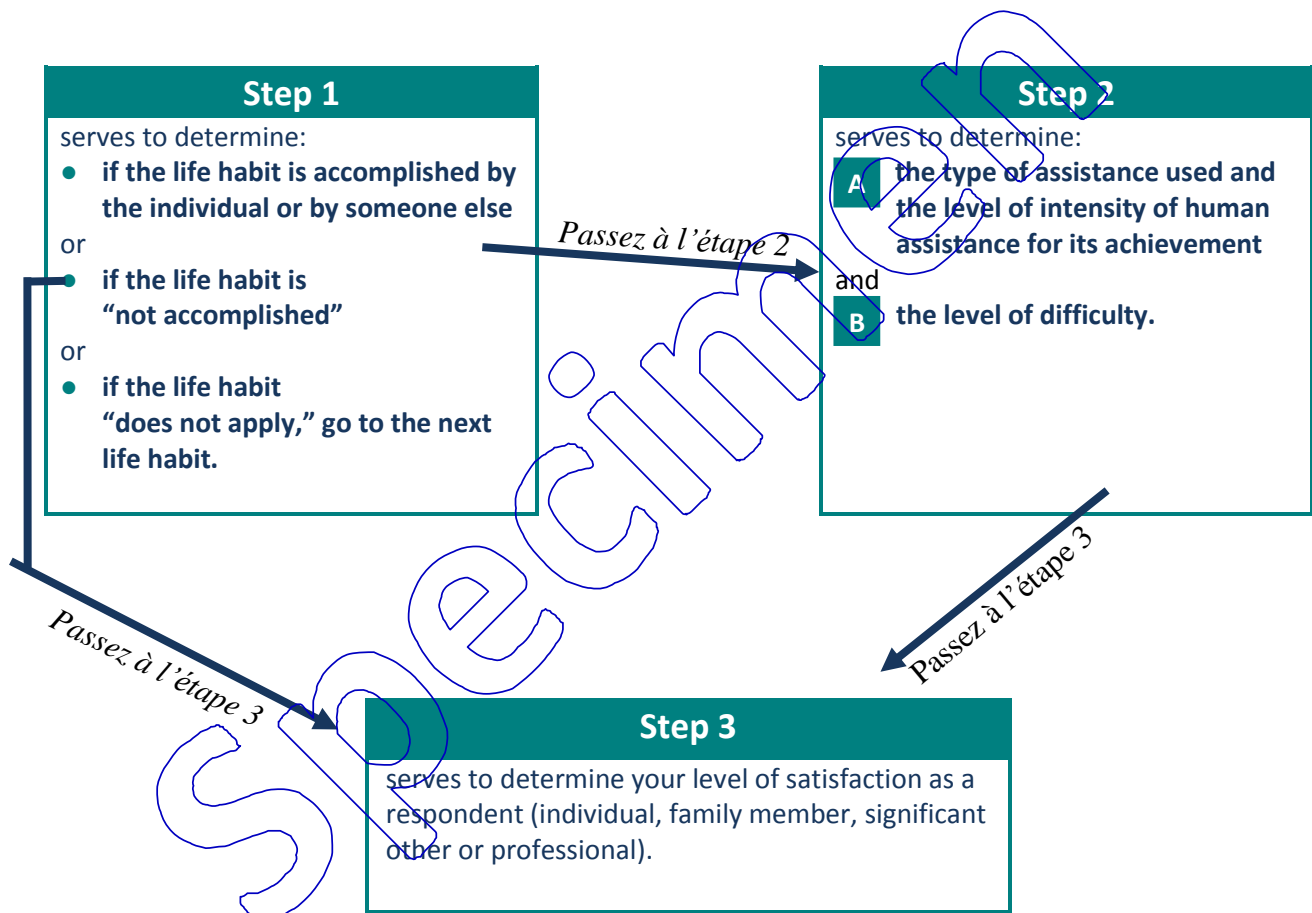 Step 1
serves to determine:
● if the life habit is accomplished by
the individual or by someone else
or
● if the life habit is
“not accomplished”
or
● if the life habit
“does not apply,” go to the next
life habit.
Passez à l’étape 2
Step 2
serves to determine:
A the type of assistance used and
the level of intensity of human
assistance for its achievement
and
B the level of difficulty.
Passez à l’étape 3
Passez à l’étape 3
Step 3
serves to determine your level of satisfaction as a
respondent (individual, family member, significant
other or professional).
Specimen